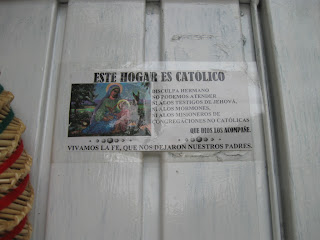 ESTE HOGAR ES CATOLICO
DISCULPA HERMANO
NO PODEMOS ATENDER
A LOS TESTIGOS DE JEHOVÁ,
A LOS MORMONES,
A LOS MISIONEROS DE
CONGREGACIONES NO CATÓLICAS
QUE DIOS LOS ACOMPAÑE.
VIVAMOS LA FE, QUE NOS DEJARON NUESTROS PADRES.